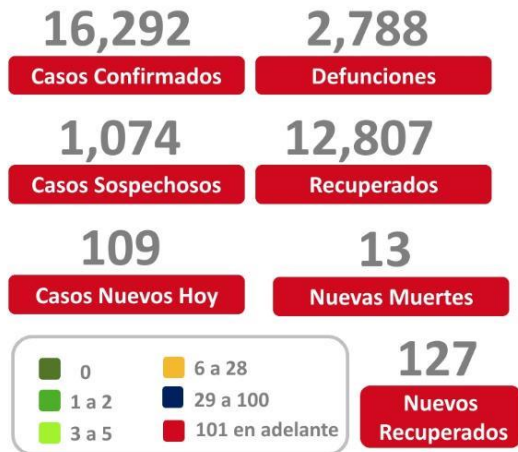 16,292
Casos Confirmados
2,788
Defunciones
1,074
Casos Sospechosos
12,807
Recuperados
109
Casos Nuevos Hoy
13
Nuevas Muertes
0
1 a 2
3 a 5
6 a 28
29 a 100
101 en adelante
127
Nuevos
Recuperados